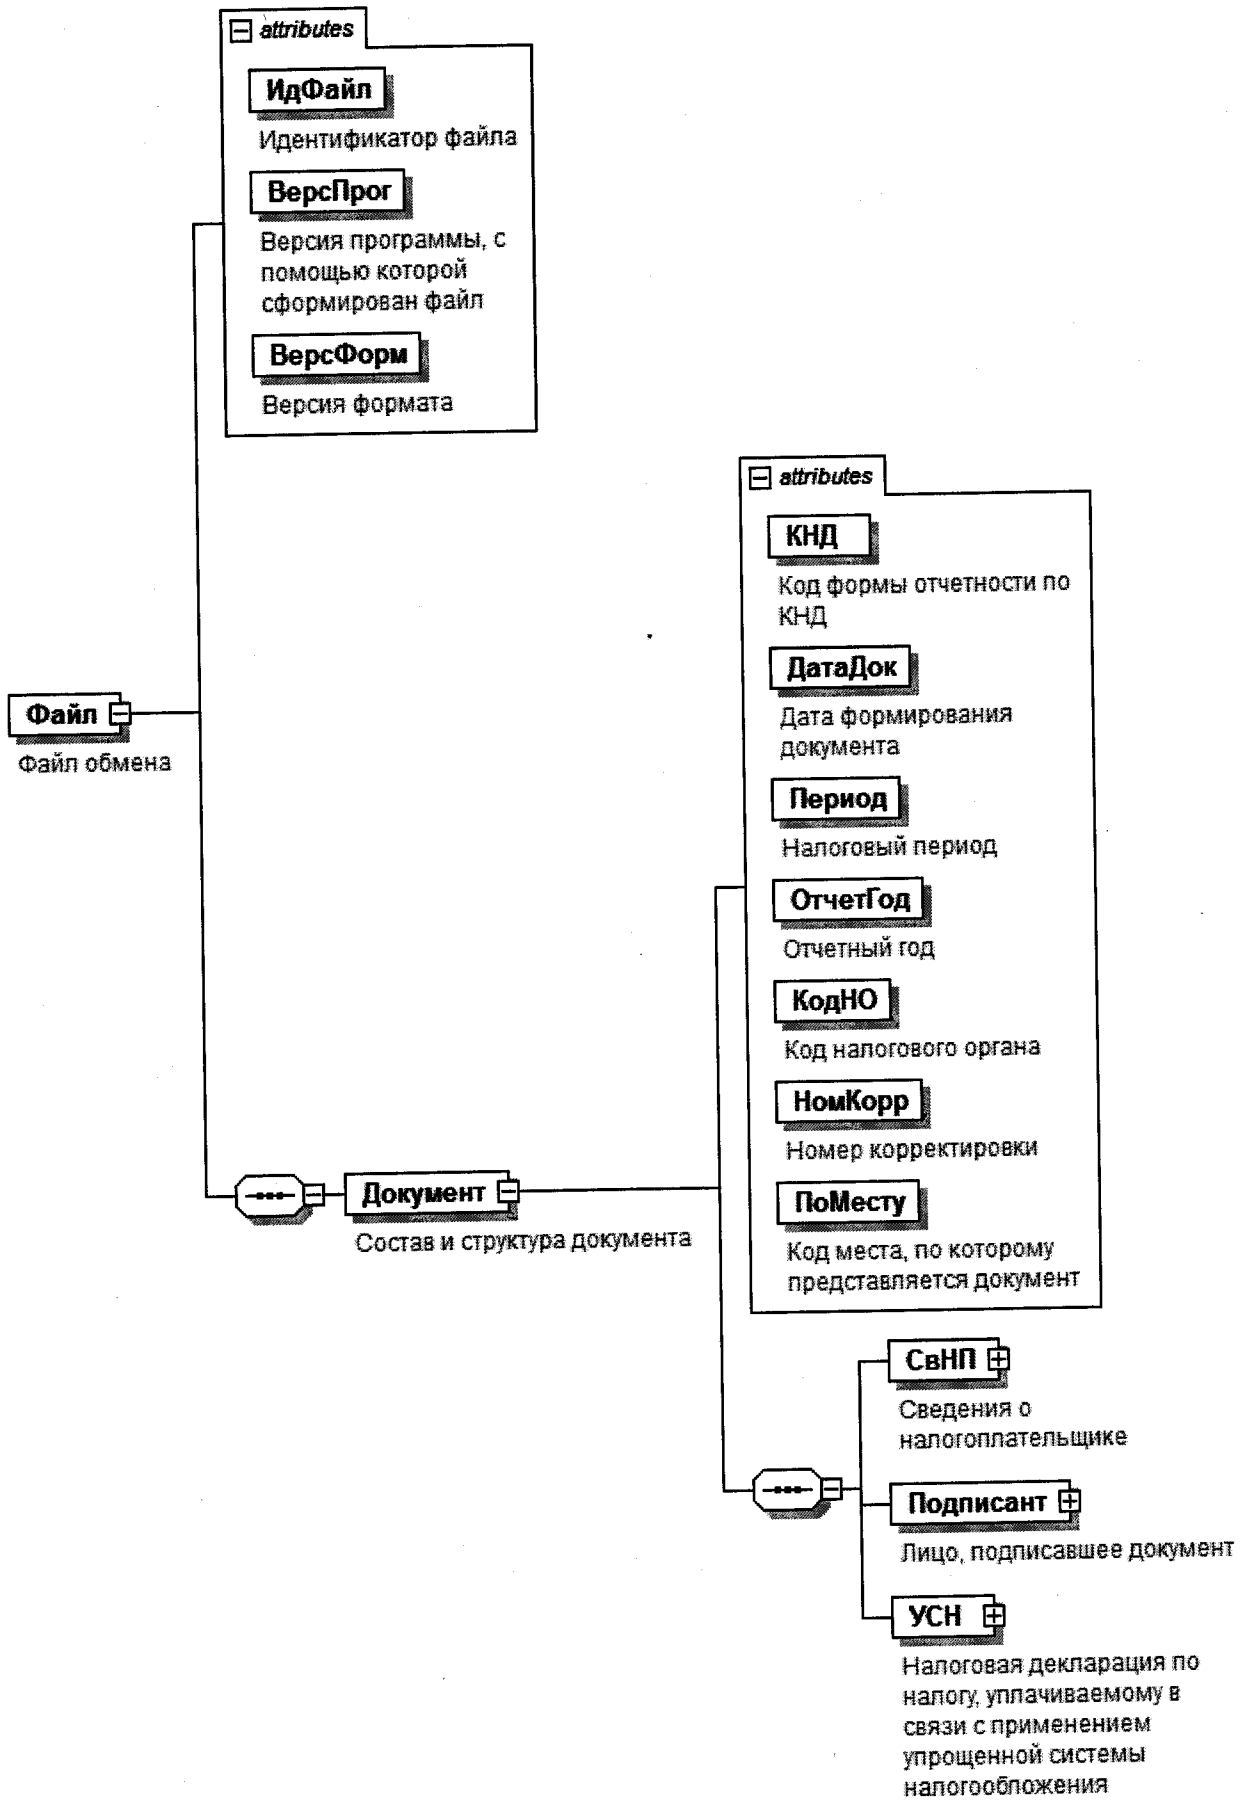 attributes
ИдФайл
Идентификатор файла
ВерсПрог
Версия программы, с
помощью которой
сформирован файл
ВерсФорм
Версия формата
attributes
КНД
Код формы отчетности по
КНД
ДатаДок
Дата формирования
документа
Период
Налоговый период
ОтчетГод
Отчетный год
КодНО
Код налогового органа
НомКорр
Номер корректировки
ПоМесту
Код места, по которому
представляется документ
Файл
Файл обмена
Документ
Состав и структура документа
СвНП
Сведения о
налогоплательщике
Подписант
Лицо, подписавшее документ
УСН
Налоговая декларация по
налогу, уплачиваемому в
связи с применением
упрощенной системы
налогообложения